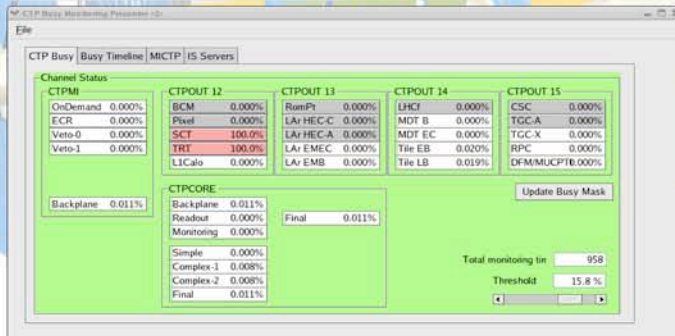 CTP Busy Monitoring Presenter <2>
File
CTP Busy Busy Timeline MICTP IS Servers
Channel Status
CTPMI CTPOUT 12 CTPOUT 13 CTPOUT 14 CTPOUT 15
OnDemand 0.000% BCM 0.000% RomPt 0.000% LHCf 0.000% CSC 0.000%
ECR 0.000% Pixel 0.000% LAr HEC-C 0.000% MDT B 0.000% TGC-A 0.000%
Veto-0 0.000% SCT 100.0% LAr HEC-A 0.000% MDT EC 0.000% TGC-X 0.000%
Veto-1 0.000% TRT 100.0% LAr EMEC 0.000% Tile EB 0.020% RPC 0.000%
L1Calo 0.000% LAr EMB 0.000% Tile LB 0.019% DFM/MUCPT0.000%
CTPCORE
Update Busy Mask
Backplane 0.011% Backplane 0.011%
Readout 0.000% Final 0.011%
Monitoring 0.000%
Simple 0.000%
Complex-1 0.008% Total monitoring tin 958
Complex-2 0.008% Threshold 15.8 %
Final 0.011%